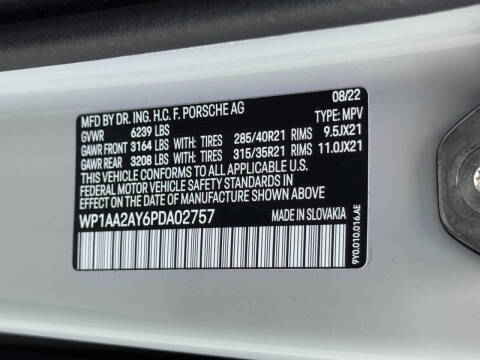 MFD BY DR. ING. H.C. F. PORSCHE AG 08/22
GVWR 6239 LBS TYPE: MPV
GAWR FRONT 3164 LBS WITH: TIRES 285/40R21 RIMS 9.5JX21
GAWR REAR 3208 LBS WITH: TIRES 315/35R21 RIMS 11.0JX21
THIS VEHICLE CONFORMS TO ALL APPLICABLE
FEDERAL MOTOR VEHICLE SAFETY STANDARDS IN
EFFECT ON THE DATE OF MANUFACTURE SHOWN ABOVE
WP1AA2AY6PDA02757 MADE IN SLOVAKIA
9Y0.010.016.AE